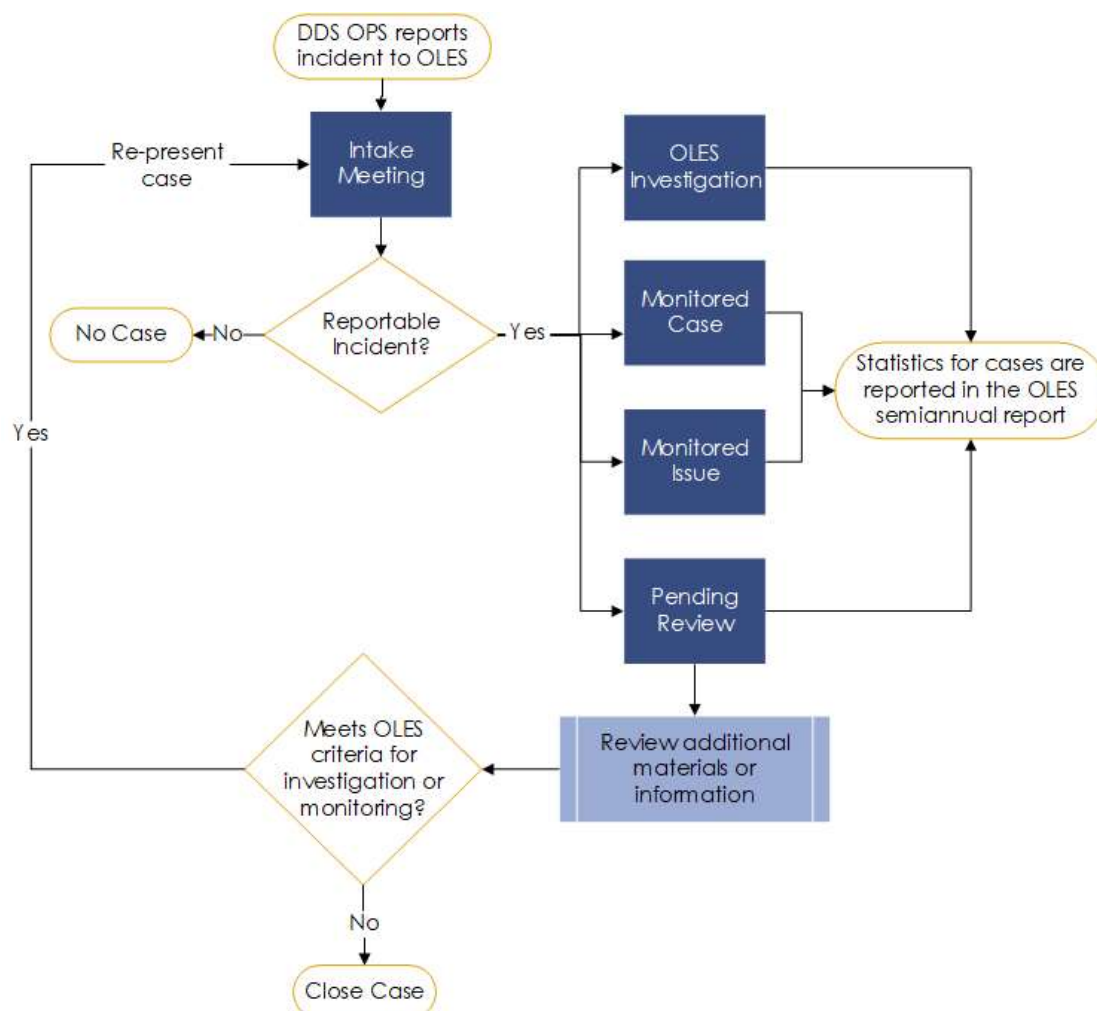 DDS OPS reports
incident to OLES
Re-present
case
Intake
Meeting
OLES
Investigation
Monitored
Case
No Case
No
Reportable
Incident?
Yes
Statistics for cases are
reported in the OLES
semiannual report
Yes
Monitored
Issue
Pending
Review
Meets OLES
criteria for
investigation or
monitoring?
Review additional
materials or
information
No
Close Case